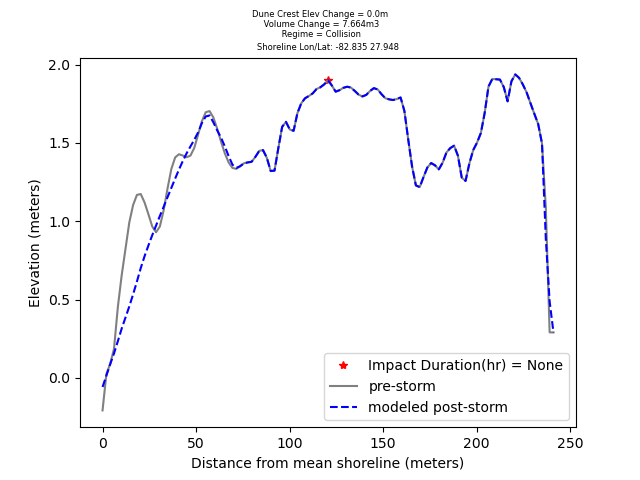 Dune Crest Elev Change = 0.0m
Volume Change = 7.664m3
Regime = Collision
Shoreline Lon/Lat: -82.835 27.948
2.0
1.5
1.0
0.5
0.0
Elevation (meters)
Impact Duration(hr) = None
pre-storm
modeled post-storm
0
50
100
150
200
250
Distance from mean shoreline (meters)